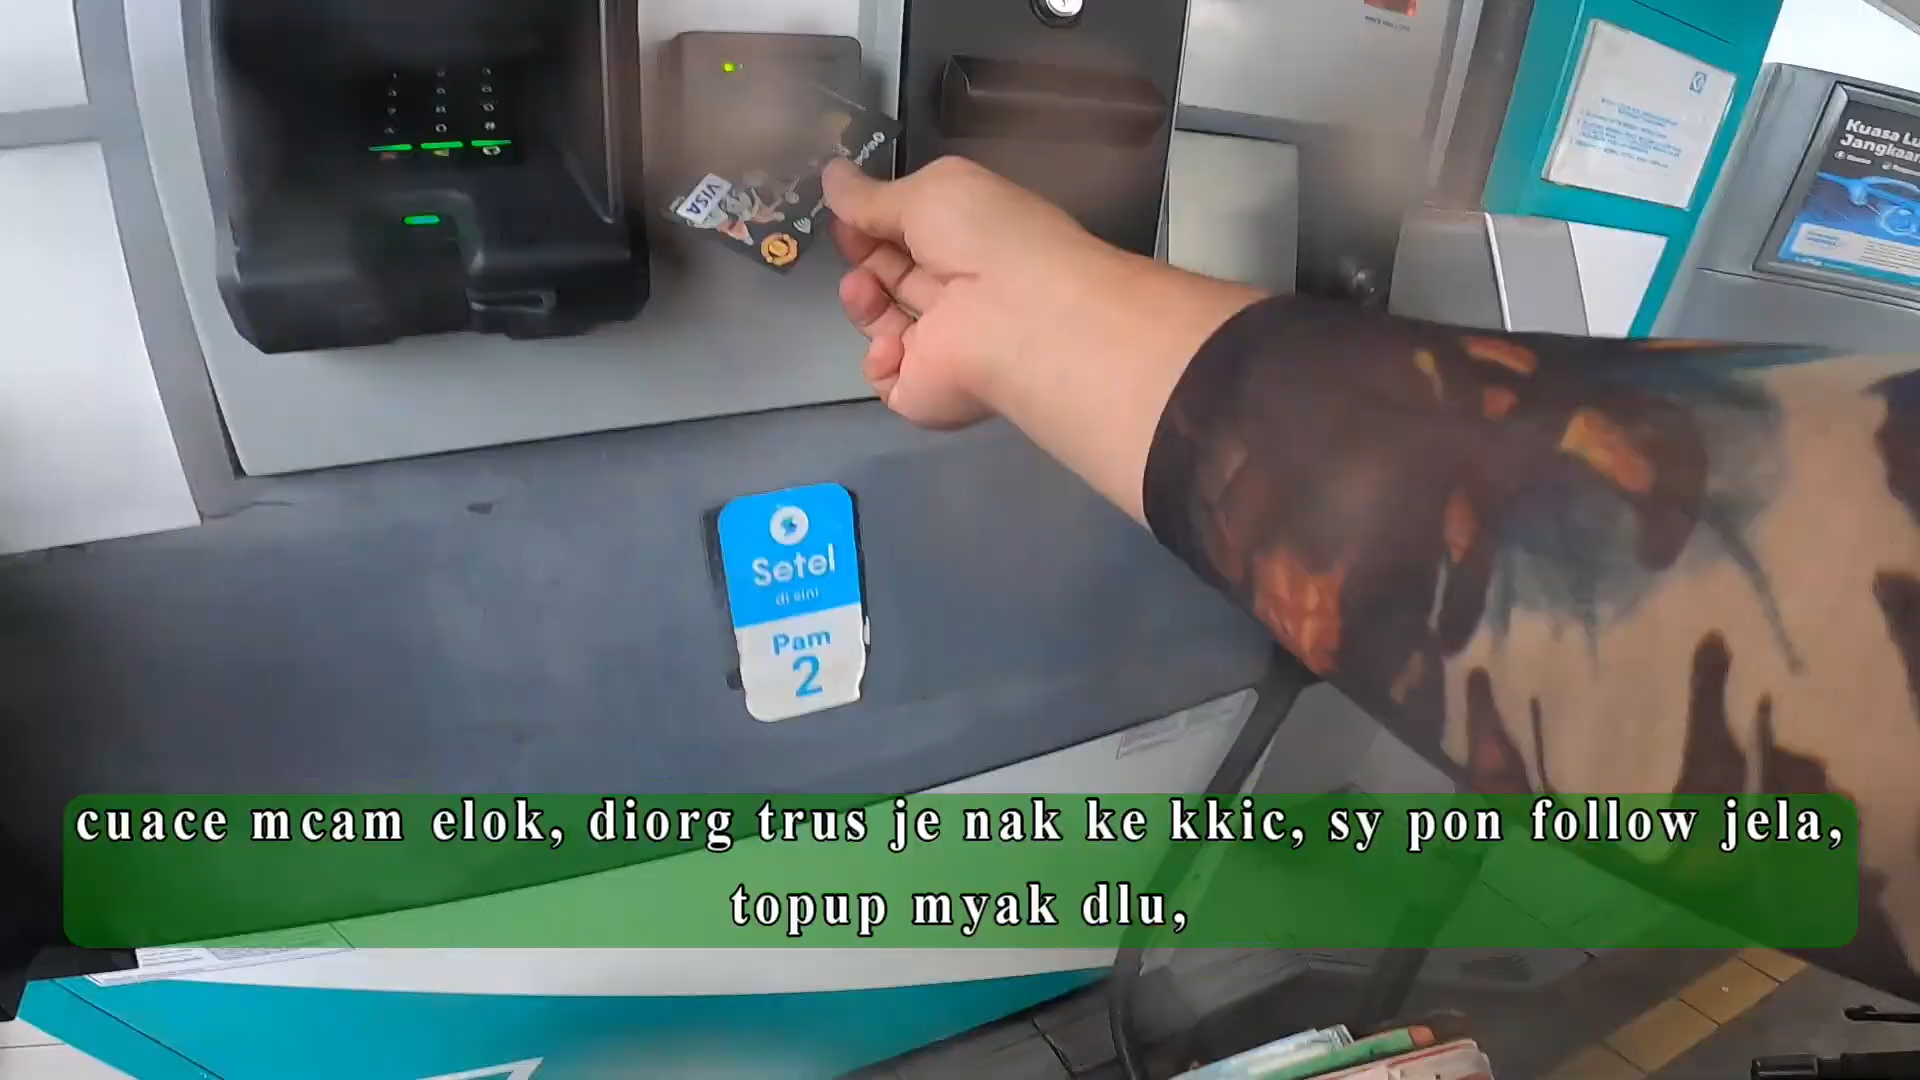 VISA
Kuasa Lu
Jangkaan
Setel
di sini
Pam
2
cuace mcam elok, diorg trus je nak ke kkic, sy pon follow jela,
topup myak dlu,